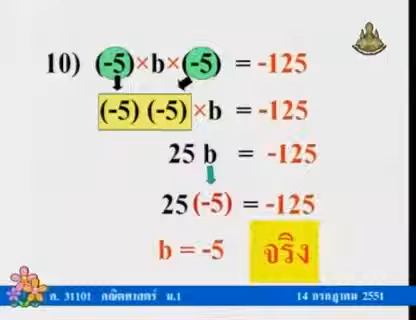 10) (-5)×b×(-5) = -125
(-5) (-5)×b = -125
25 b = -125
25 (-5) = -125
b = -5 จริง
ค. 31101 คณิตศาสตร์ ม.1 14 กรกฎาคม 2551